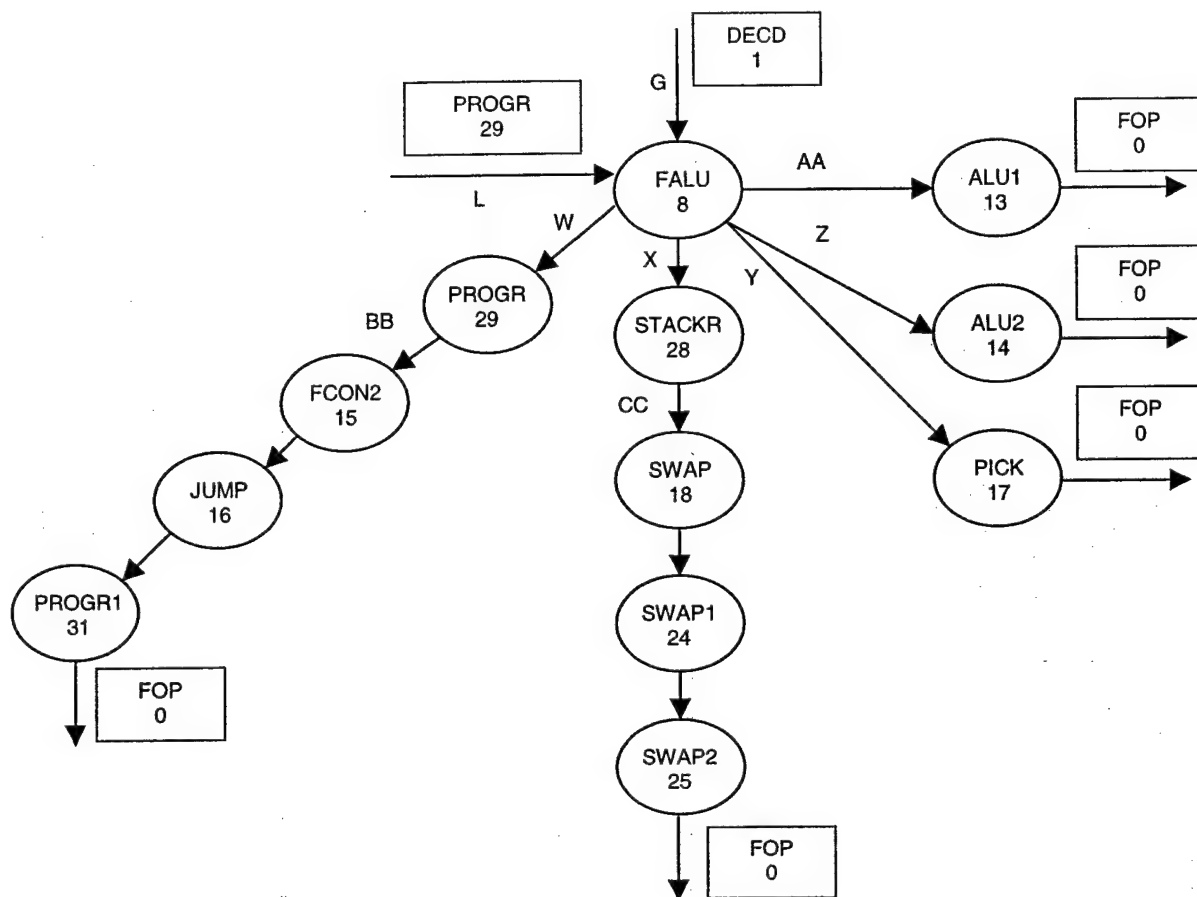 DECD
1
G
PROGR
29
L
FALU
8
AA
ALU1
13
FOP
0
W
X
Y
Z
PROGR
29
STACKR
28
ALU2
14
FOP
0
BB
CC
FCON2
15
SWAP
18
PICK
17
FOP
0
JUMP
16
PROGR1
31
SWAP1
24
FOP
0
SWAP2
25
FOP
0